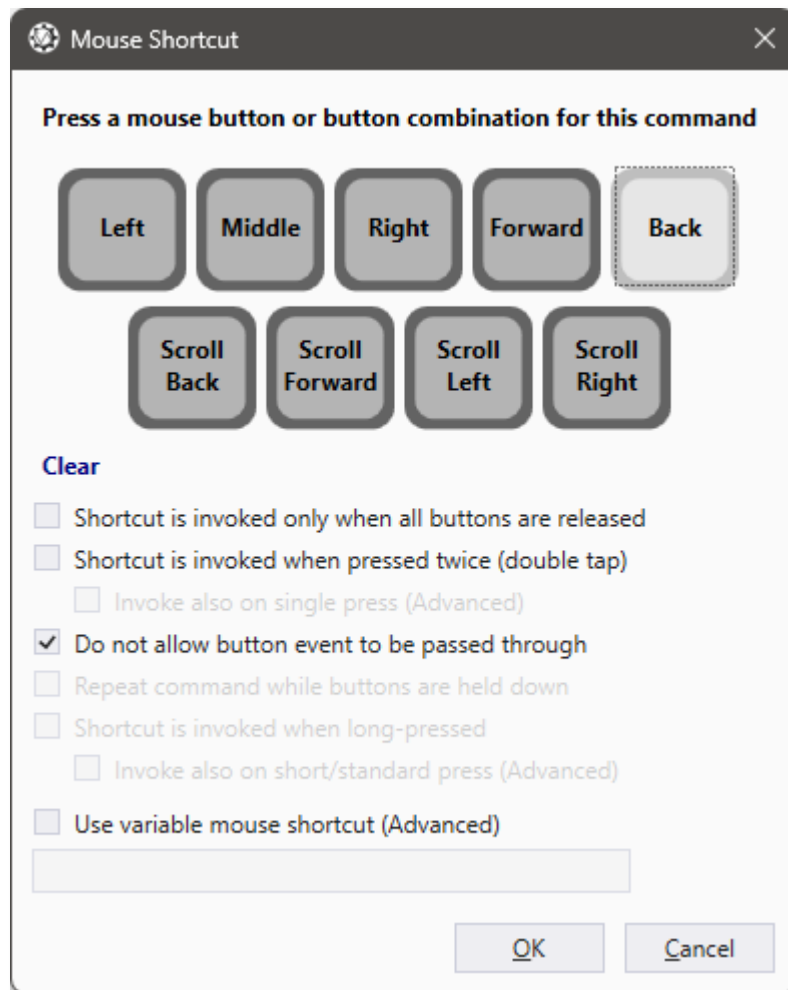 Mouse Shortcut
Press a mouse button or button combination for this command
Left Middle Right Forward Back
Scroll Scroll Scroll Scroll
Back Forward Left Right
Clear
Shortcut is invoked only when all buttons are released
Shortcut is invoked when pressed twice (double tap)
Invoke also on single press (Advanced)
Do not allow button event to be passed through
Repeat command while buttons are held down
Shortcut is invoked when long-pressed
Invoke also on short/standard press (Advanced)
Use variable mouse shortcut (Advanced)
OK Cancel